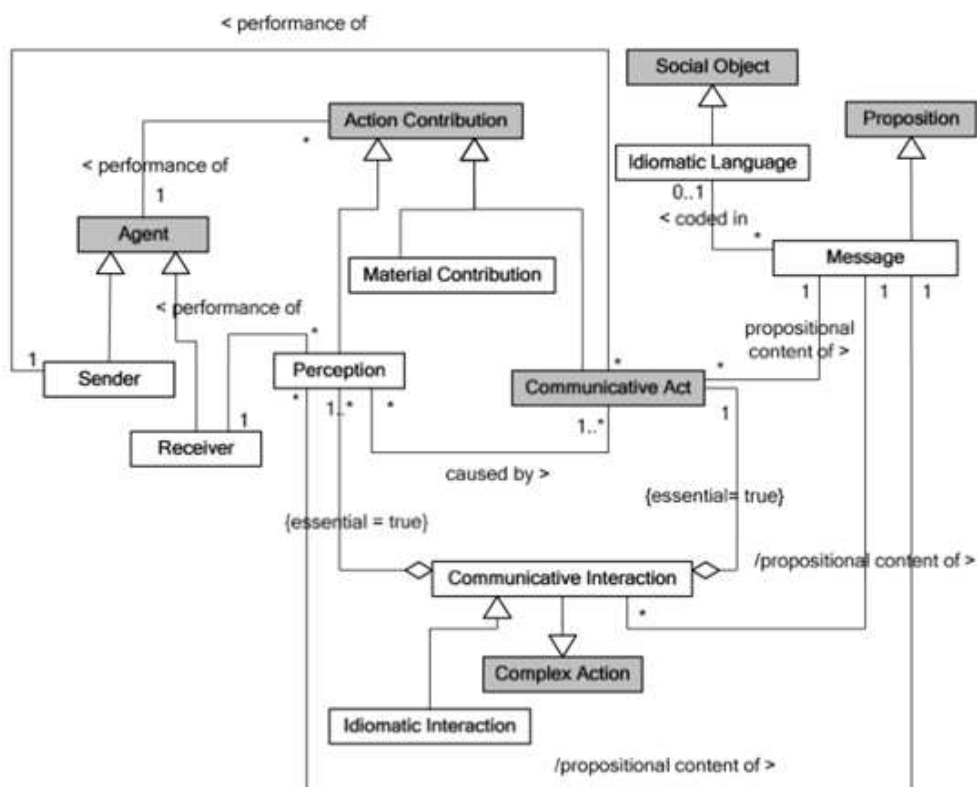 < performance of
Social Object
Action Contribution
Proposition
*
< performance of
Idiomatic Language
1
0..1
< coded in
*
Agent
Message
Material Contribution
1
1
1
< performance of
*
propositional
content of >
1
Perception
*
*
Sender
Communicative Act
*
1..*
*
1
1
1..*
Receiver
caused by >
{essential= true}
{essential = true}
/propositional content of >
Communicative Interaction
*
Complex Action
Idiomatic Interaction
/propositional content of >